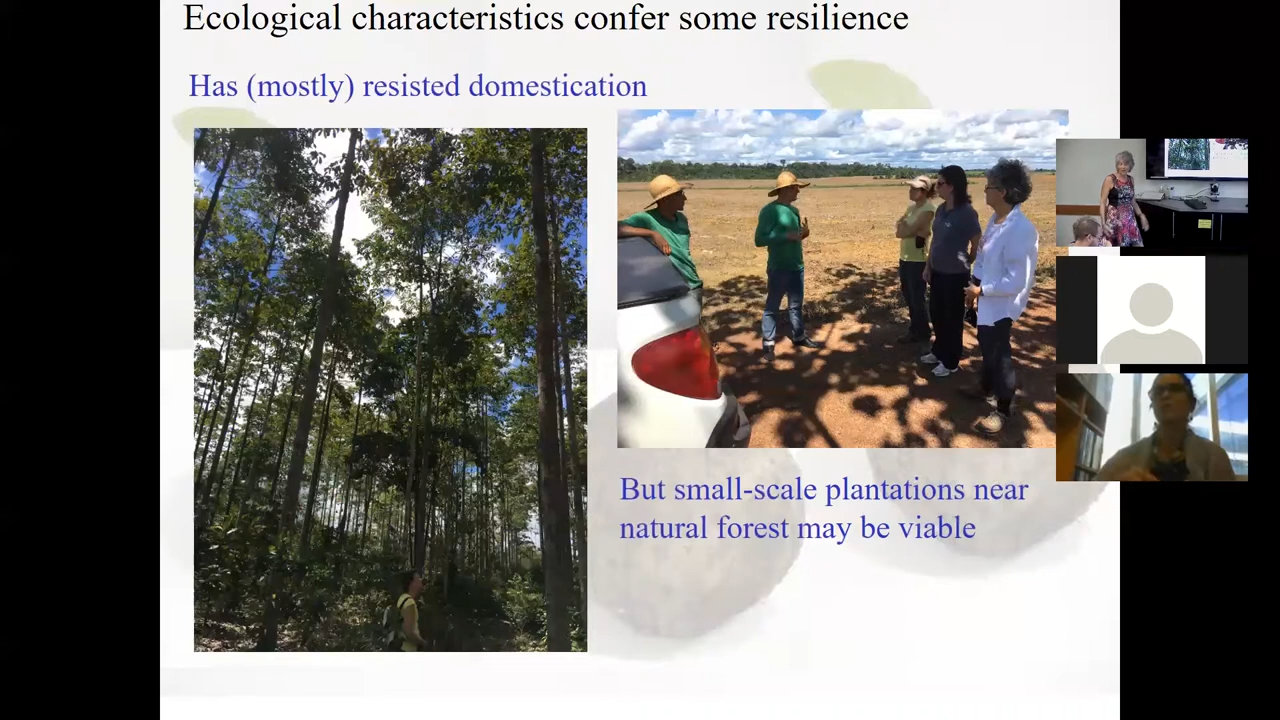 Ecological characteristics confer some resilience
Has (mostly) resisted domestication
But small-scale plantations near
natural forest may be viable